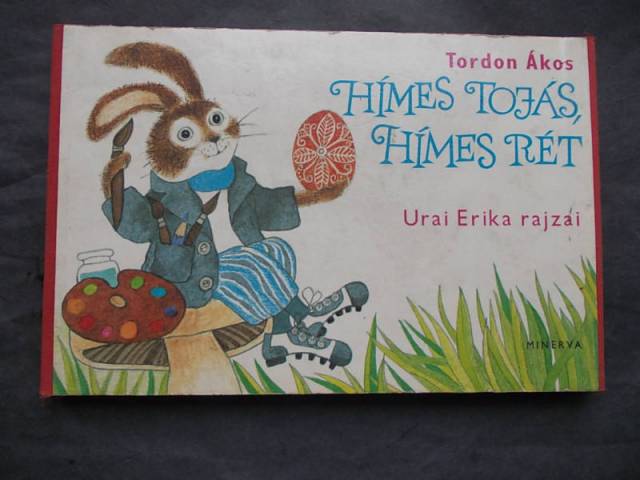 Tordon Ákos
HÍMES TOJÁS,
HÍMES RÉT
Urai Erika rajzai
MINERVA